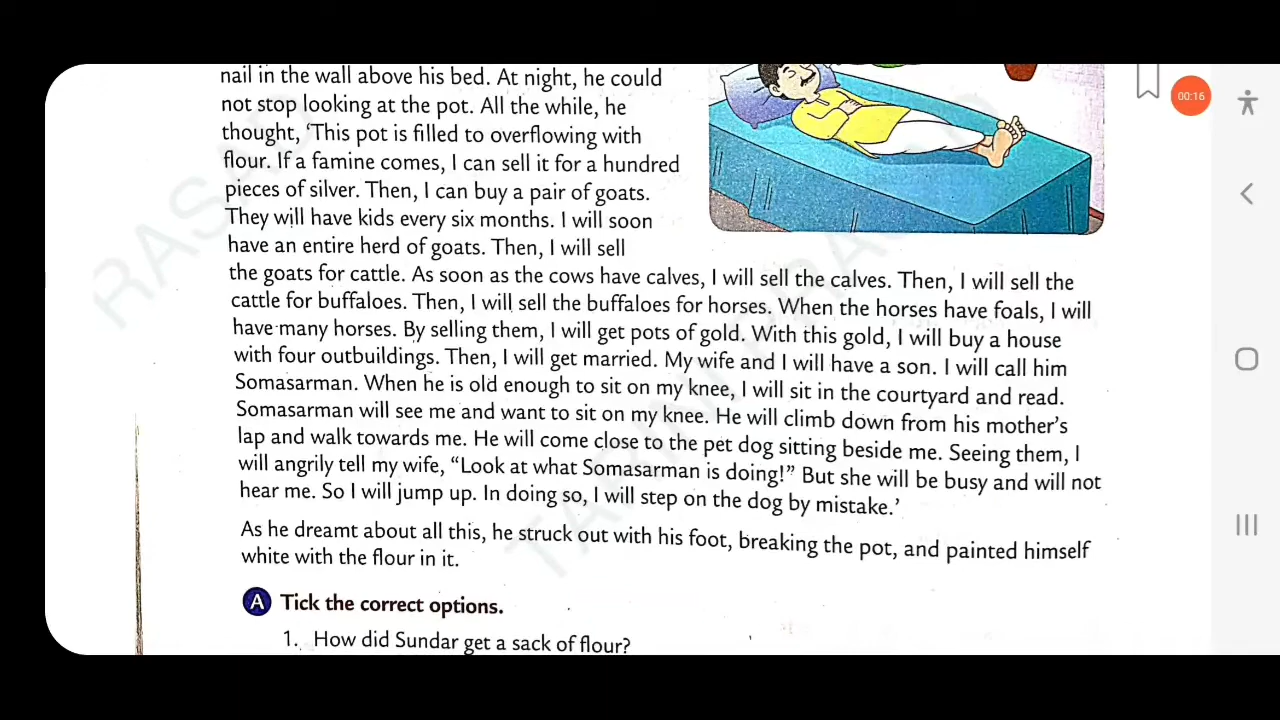 nail in the wall above his bed. At night, he could
not stop looking at the pot. All the while, he
thought, 'This pot is filled to overflowing with
flour. If a famine comes, I can sell it for a hundred
pieces of silver. Then, I can buy a pair of goats.
They will have kids every six months. I will soon
have an entire herd of goats. Then, I will sell
the goats for cattle. As soon as the cows have calves, I will sell the calves. Then, I will sell the
cattle for buffaloes. Then, I will sell the buffaloes for horses. When the horses have foals, I will
have many horses. By selling them, I will get pots of gold. With this gold, I will buy a house
with four outbuildings. Then, I will get married. My wife and I will have a son. I will call him
Somasarman. When he is old enough to sit on my knee, I will sit in the courtyard and read.
Somasarman will see me and want to sit on my knee. He will climb down from his mother's
lap and walk towards me. He will come close to the pet dog sitting beside me. Seeing them, I
will angrily tell my wife, "Look at what Somasarman is doing!" But she will be busy and will not
hear me. So I will jump up. In doing so, I will step on the dog by mistake.'
As he dreamt about all this, he struck out with his foot, breaking the pot, and painted himself
white with the flour in it.
A Tick the correct options.
1. How did Sundar get a sack of flour?
00:16